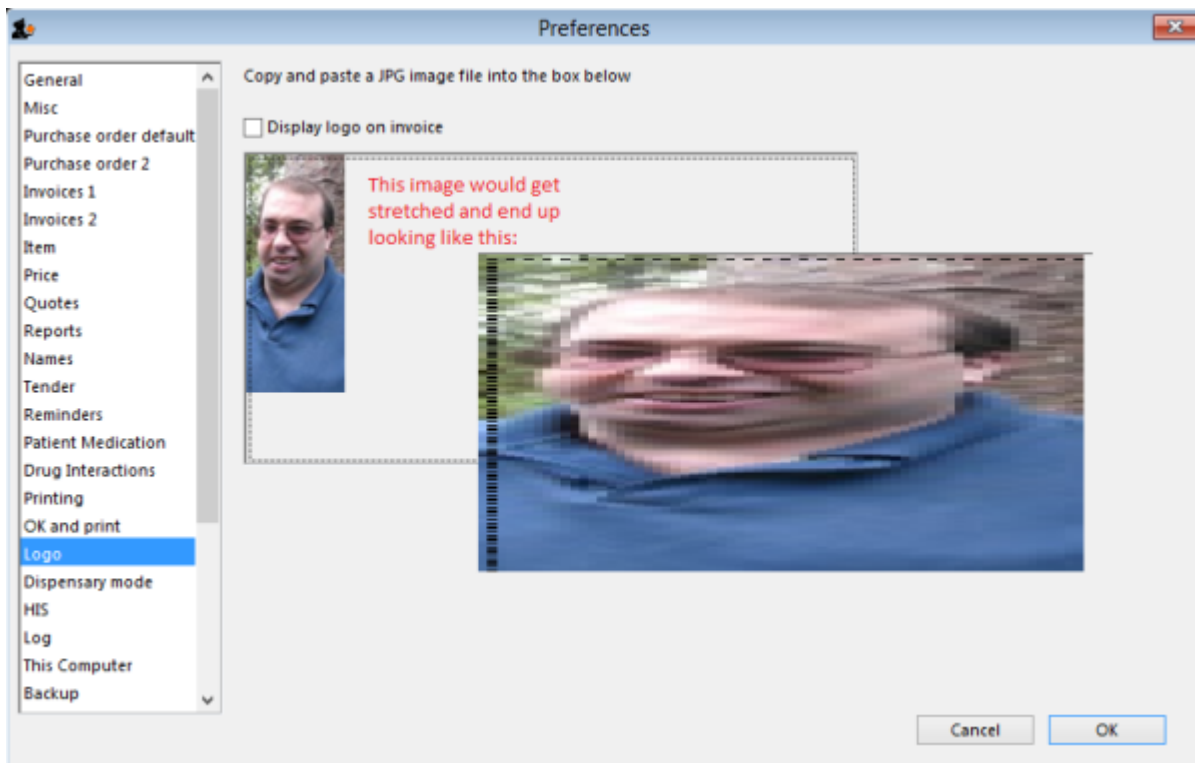 Preferences
General
Misc
Purchase order default
Purchase order 2
Invoices 1
Invoices 2
Item
Price
Quotes
Reports
Names
Tender
Reminders
Patient Medication
Drug Interactions
Printing
OK and print
Logo
Dispensary mode
HIS
Log
This Computer
Backup
Copy and paste a JPG image file into the box below
Display logo on invoice
This image would get
stretched and end up
looking like this:
Cancel
OK